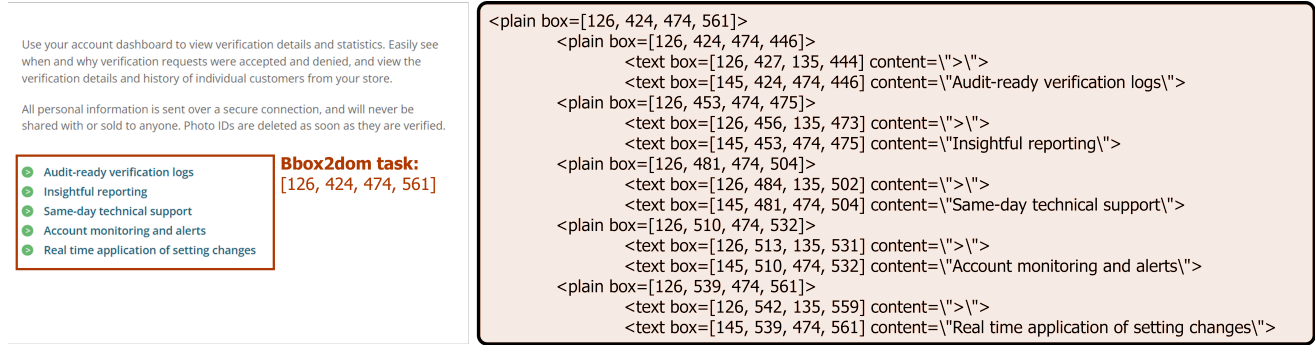 Use your account dashboard to view verification details and statistics. Easily see
when and why verification requests were accepted and denied, and view the
verification details and history of individual customers from your store.
All personal information is sent over a secure connection, and will never be
shared with or sold to anyone. Photo IDs are deleted as soon as they are verified.
> Audit-ready verification logs
> Insightful reporting
> Same-day technical support
> Account monitoring and alerts
> Real time application of setting changes
Bbox2dom task:
[126, 424, 474, 561]
<plain box=[126, 424, 474, 561]>
<plain box=[126, 424, 474, 446]>
<text box=[126, 427, 135, 444] content=\">\">
<text box=[145, 424, 474, 446] content=\"Audit-ready verification logs\">
<plain box=[126, 453, 474, 475]>
<text box=[126, 456, 135, 473] content=\">\">
<text box=[145, 453, 474, 475] content=\"Insightful reporting\">
<plain box=[126, 481, 474, 504]>
<text box=[126, 484, 135, 502] content=\">\">
<text box=[145, 481, 474, 504] content=\"Same-day technical support\">
<plain box=[126, 510, 474, 532]>
<text box=[126, 513, 135, 531] content=\">\">
<text box=[145, 510, 474, 532] content=\"Account monitoring and alerts\">
<plain box=[126, 539, 474, 561]>
<text box=[126, 542, 135, 559] content=\">\">
<text box=[145, 539, 474, 561] content=\"Real time application of setting changes\">